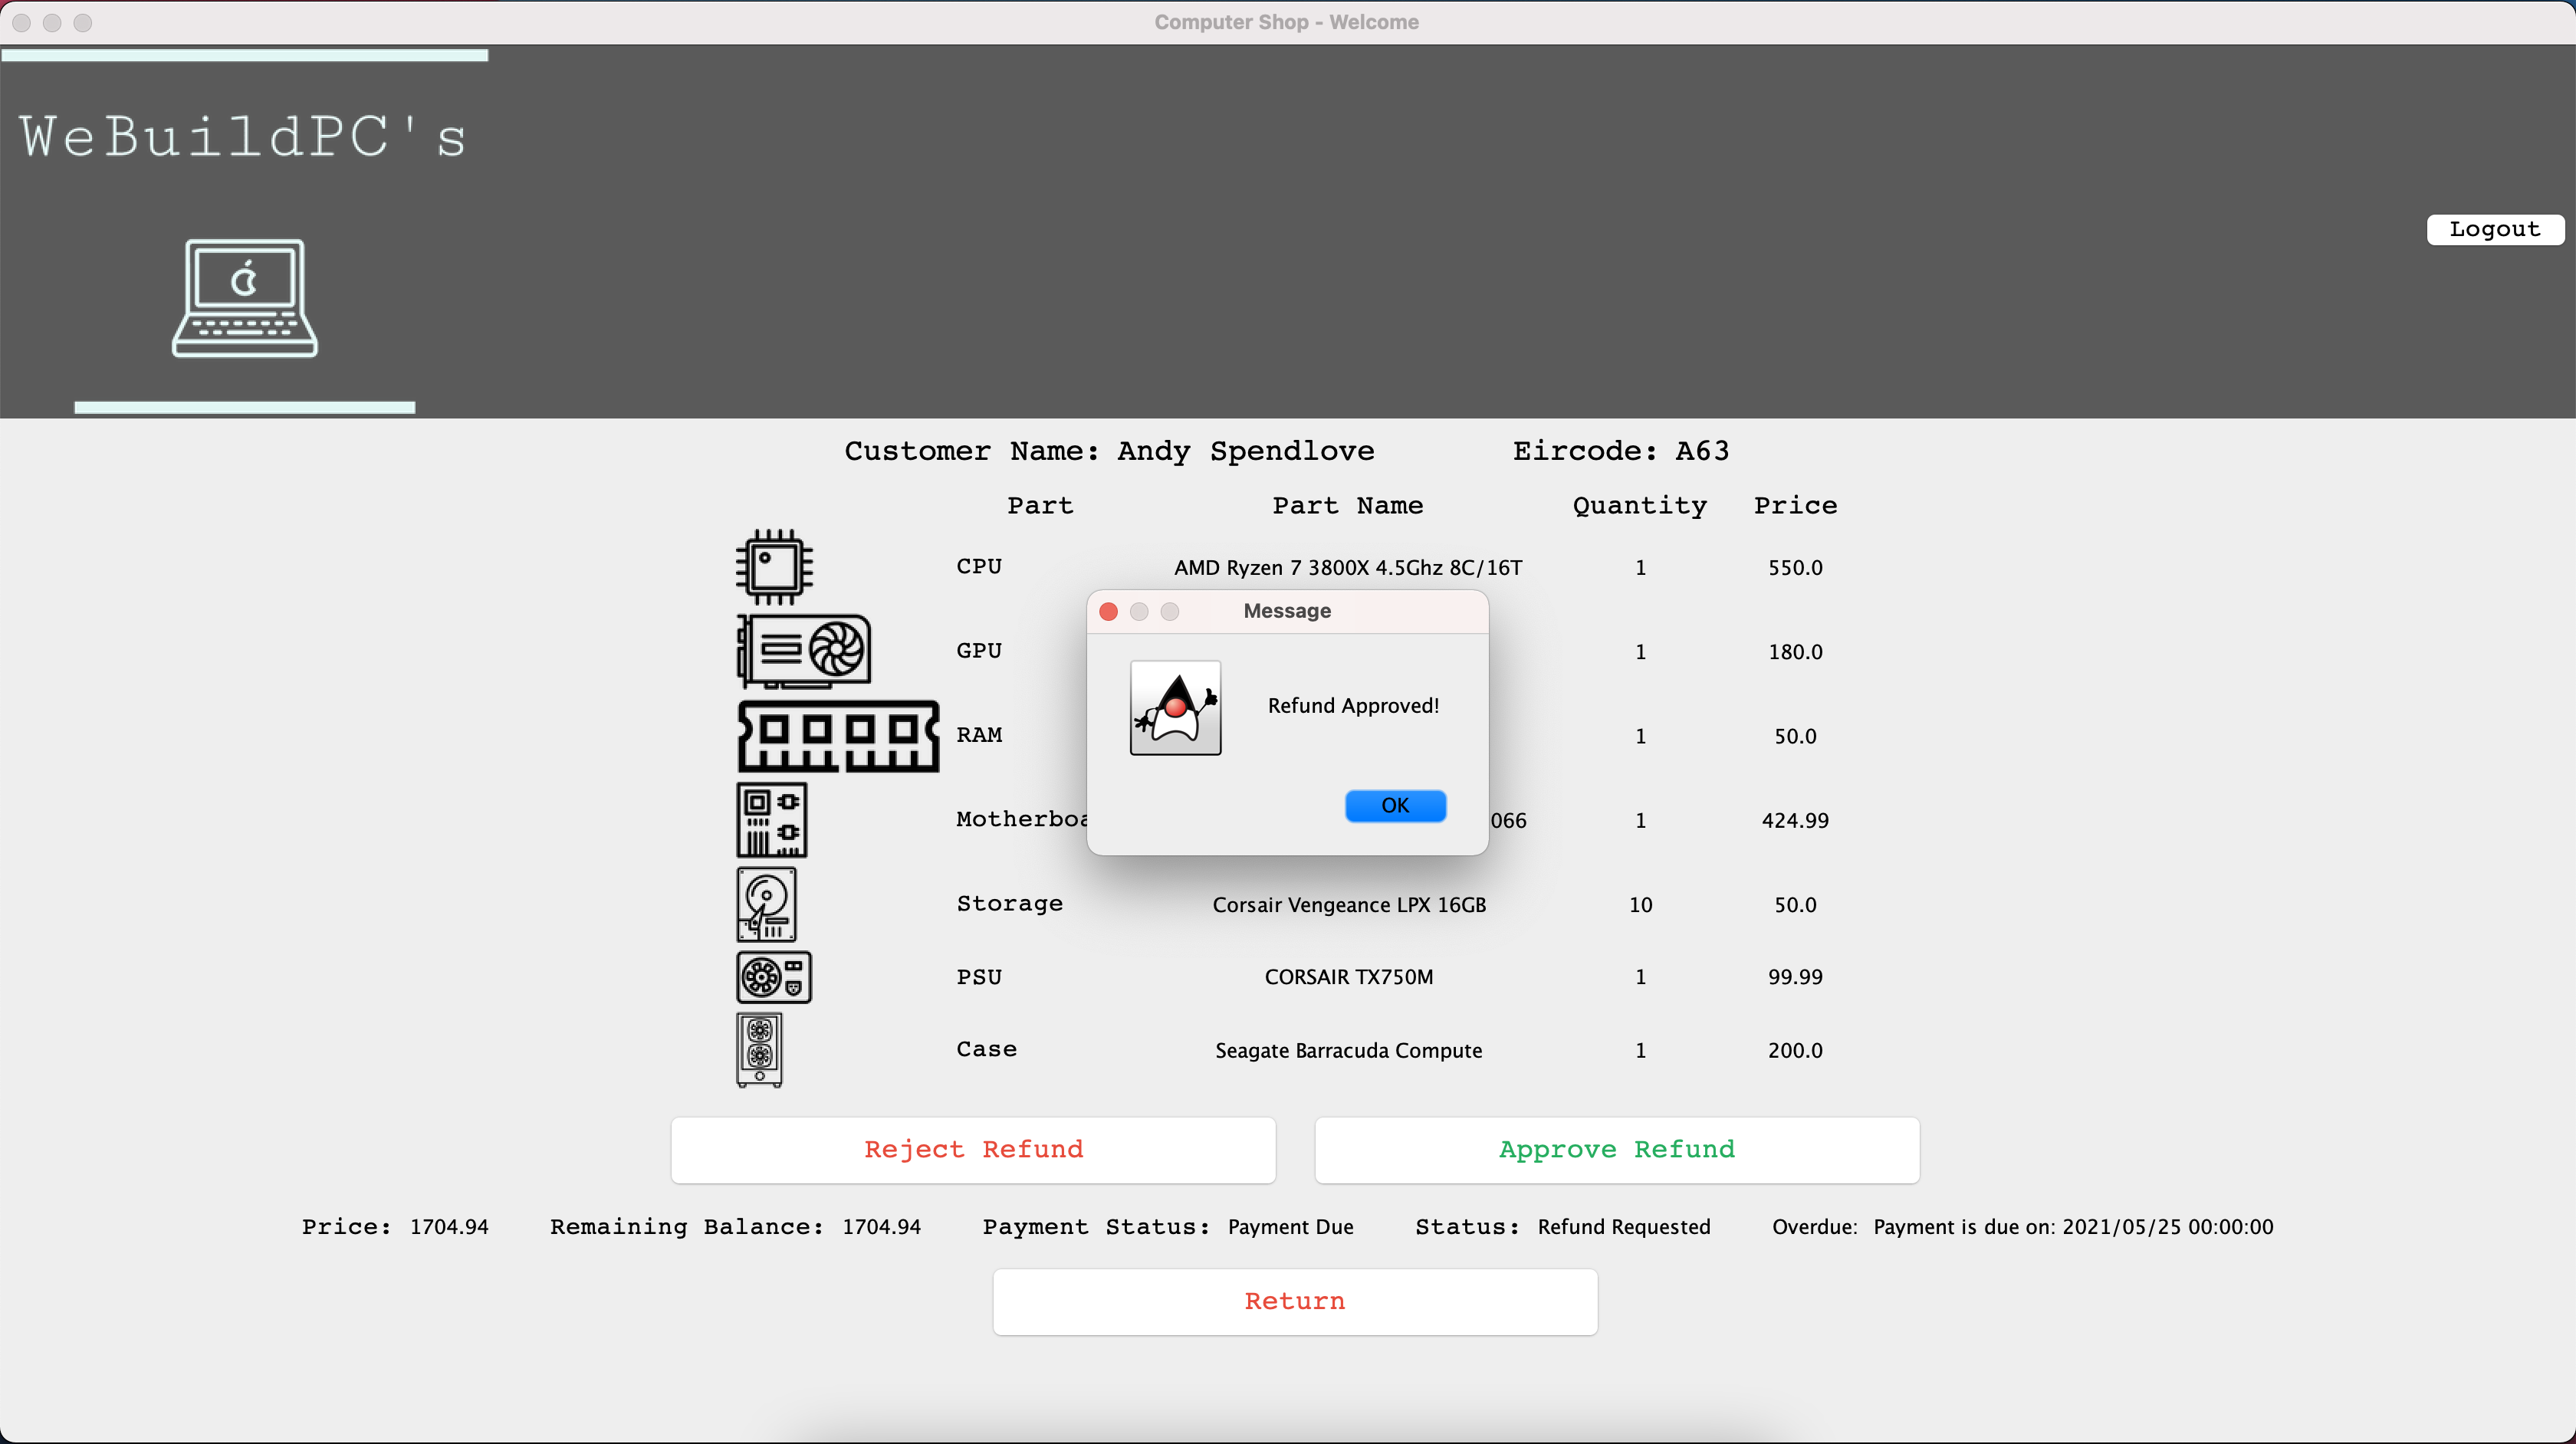 Computer Shop - Welcome
WeBuildPC's
Logout
Customer Name: Andy Spendlove Eircode: A63
Part Part Name Quantity Price
CPU AMD Ryzen 7 3800X 4.5Ghz 8C/16T 1 550.0
Message
GPU 1 180.0
Refund Approved!
RAM 1 50.0
OK
Motherboa 066 1 424.99
Storage Corsair Vengeance LPX 16GB 10 50.0
PSU CORSAIR TX750M 1 99.99
Case Seagate Barracuda Compute 1 200.0
Reject Refund Approve Refund
Price: 1704.94 Remaining Balance: 1704.94 Payment Status: Payment Due Status: Refund Requested Overdue: Payment is due on: 2021/05/25 00:00:00
Return